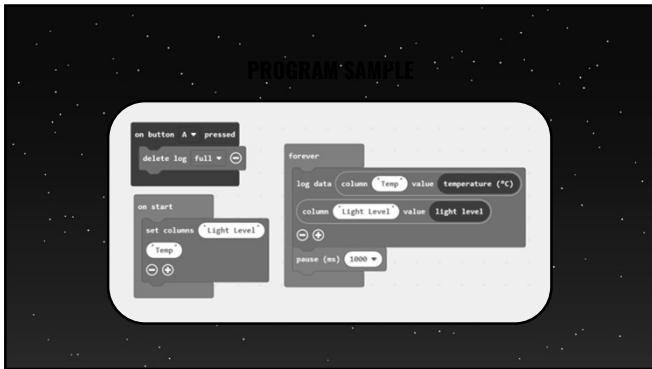 PROGRAM SAMPLE
on button A pressed
delete log full
on start
set columns "Light Level"
"Temp"
forever
log data column "Temp" value temperature (°C)
column "Light Level" value light level
pause (ms) 1000